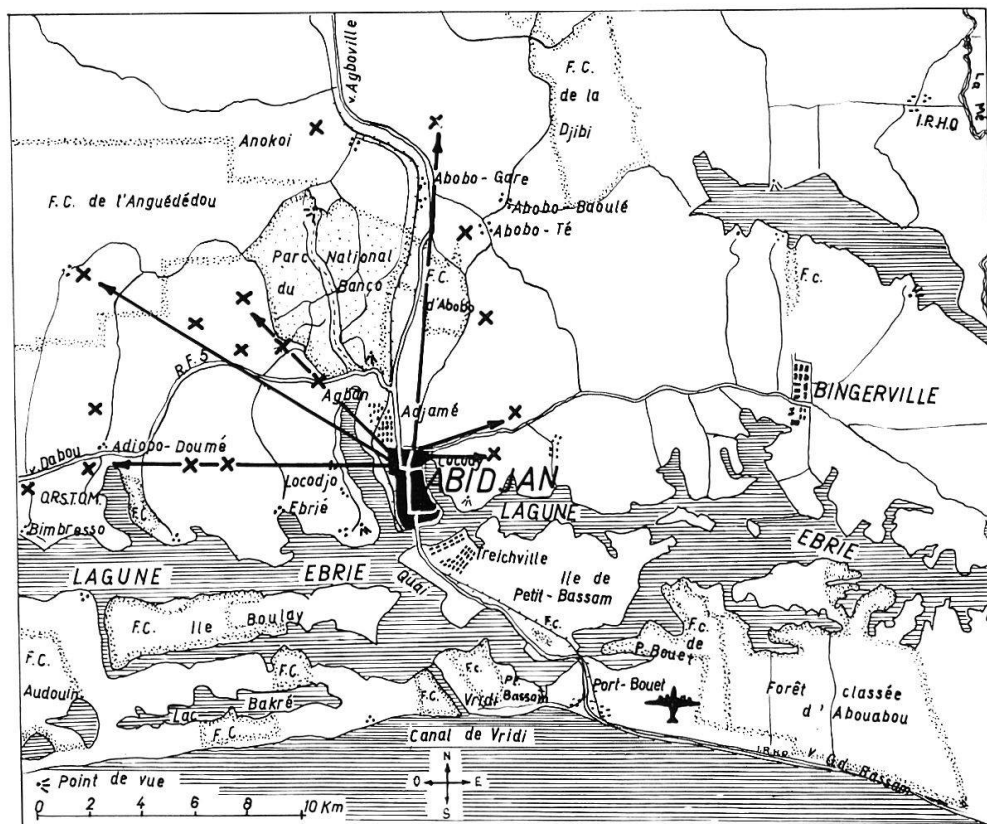 v. Agboville
F.C.
de la
Djibi
La Mé
I.R.H.O
Anokoi
Abobo-Gare
F.C. de l'Anguédédou
Abobo-Baoulé
Abobo-Té
Parc National
du Banco
F.C.
d'Abobo
F.c.
R.F.5
Agban
Adjamé
BINGERVILLE
Adiopo-Doumé
v. Dabou
Locodjo
ABIDJAN
O.R.S.T.O.M.
Ebrié
LAGUNE
Bimbresso
EBRIE
Treichville
LAGUNE
EBRIE
Quai
Ile de
Petit-Bassam
F.c.
F.C. Ile Boulay
F.c.
de
P. Bouet
F.C.
F.C.
F.c.
Pt.
Bassam
Port-Bouet
Forêt classée
d'Abouabou
Audouin
Bakré
F.C.
Vridi
Lac
F.C
Canal de Vridi
I.R.H.O
v. Gd. Bassam
Point de vue
N
O E
S
0 2 4 6 10 Km